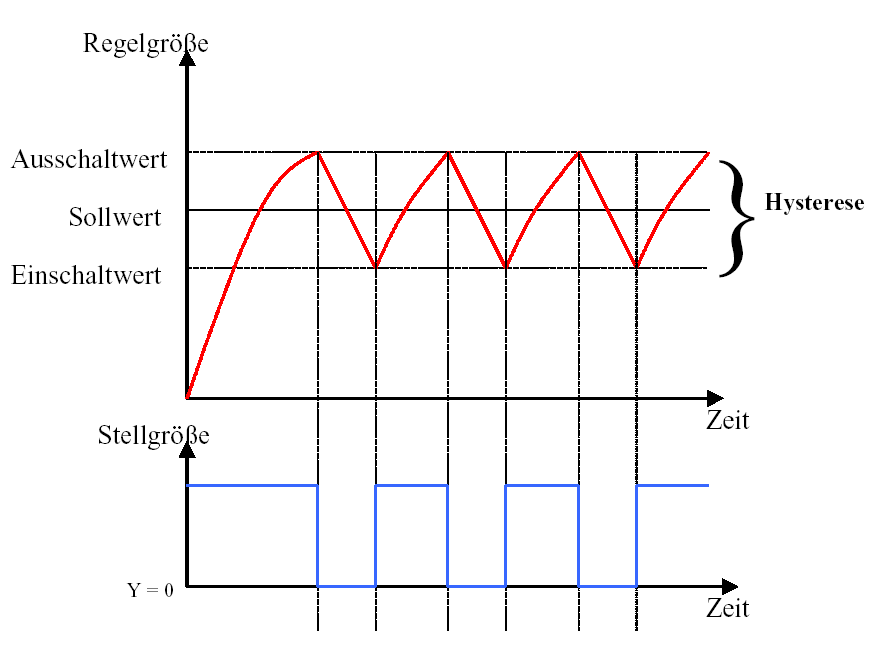 Regelgröße
Ausschaltwert
Sollwert
Hysterese
Einschaltwert
Zeit
Stellgröße
Y = 0
Zeit